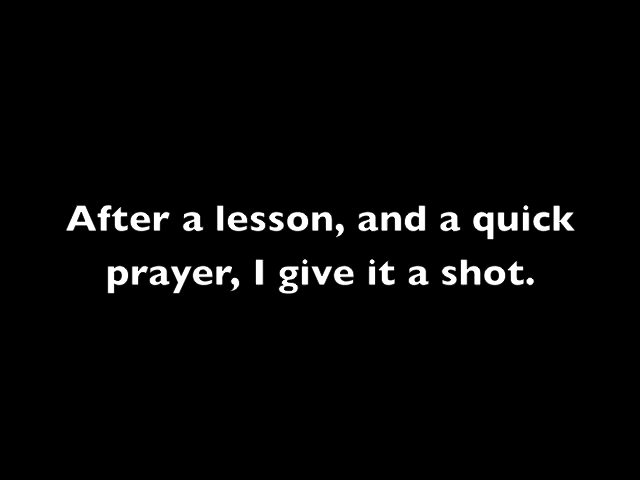 After a lesson, and a quick
prayer, I give it a shot.